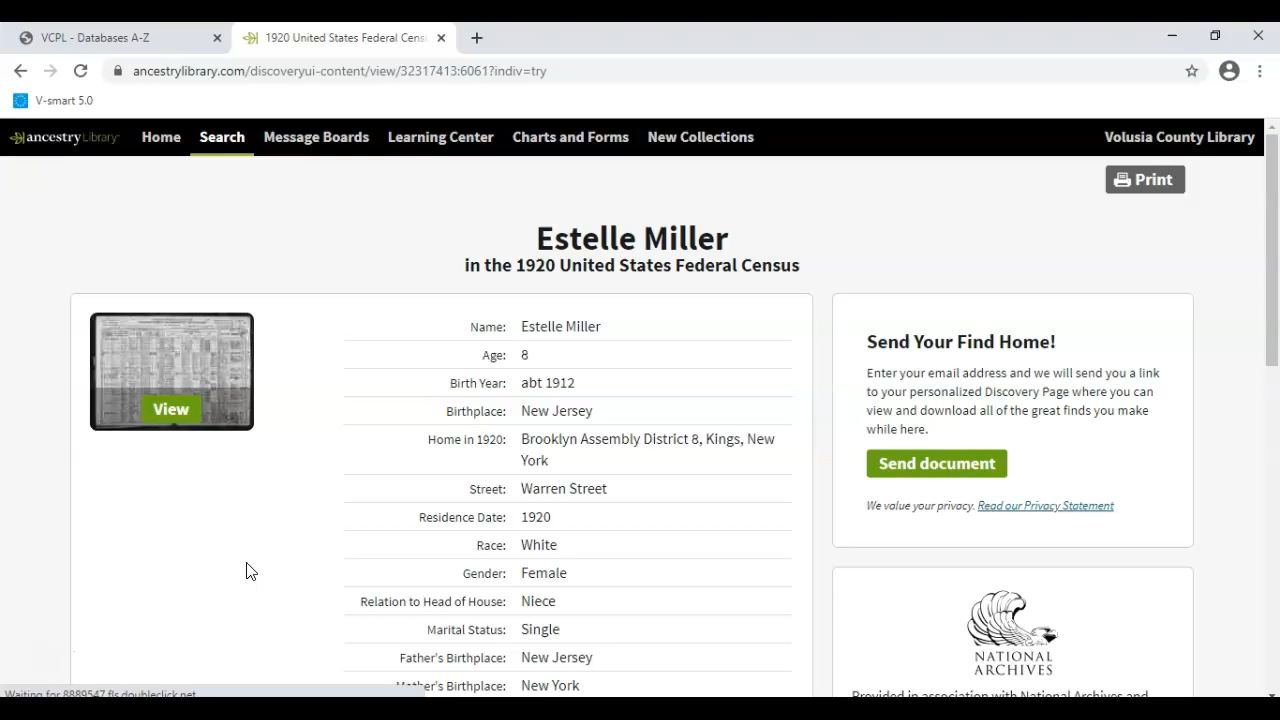 VCPL - Databases A-Z
1920 United States Federal Cens
ancestrylibrary.com/discoveryui-content/view/32317413:6061?indiv=try
V-smart 5.0
ancestryLibrary
Home
Search
Message Boards
Learning Center
Charts and Forms
New Collections
Volusia County Library
Print
Estelle Miller
in the 1920 United States Federal Census
View
Name: Estelle Miller
Age: 8
Birth Year: abt 1912
Birthplace: New Jersey
Home in 1920: Brooklyn Assembly District 8, Kings, New
York
Street: Warren Street
Residence Date: 1920
Race: White
Gender: Female
Relation to Head of House: Niece
Marital Status: Single
Father's Birthplace: New Jersey
Mother's Birthplace: New York
Send Your Find Home!
Enter your email address and we will send you a link
to your personalized Discovery Page where you can
view and download all of the great finds you make
while here.
Send document
We value your privacy. Read our Privacy Statement
NATIONAL
ARCHIVES
Provided in association with National Archives and
Waiting for 8889547.fls.doubleclick.net